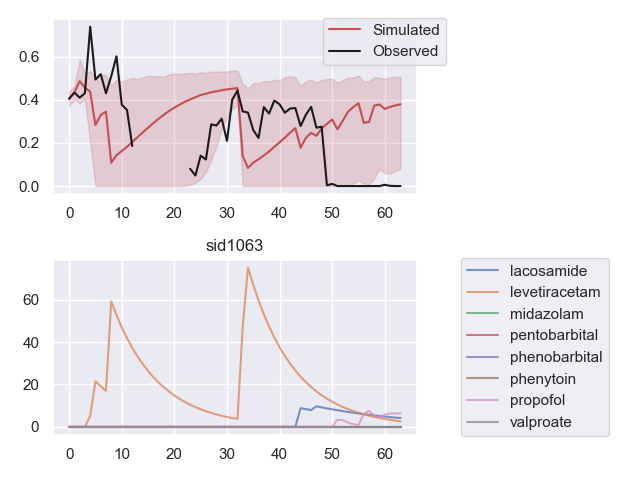 Simulated
Observed
0.6
0.4
0.2
0.0
0 10 20 30 40 50 60
sid1063
60
40
20
0
0 10 20 30 40 50 60
lacosamide
levetiracetam
midazolam
pentobarbital
phenobarbital
phenytoin
propofol
valproate